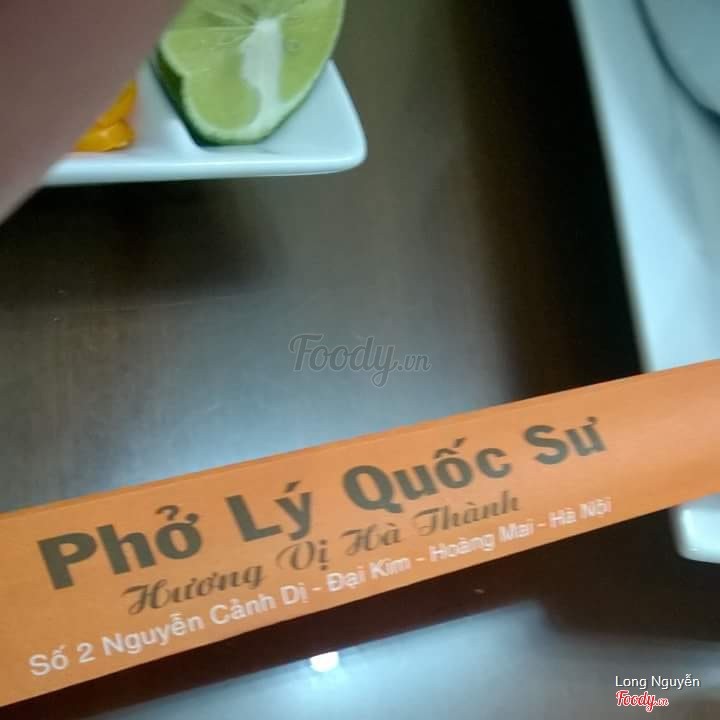 Foody.vn
Phở Lý Quốc Sư
Hương Vị Hà Thành
Số 2 Nguyễn Cảnh Dị - Đại Kim - Hoàng Mai - Hà Nội
Long Nguyễn
Foody.vn